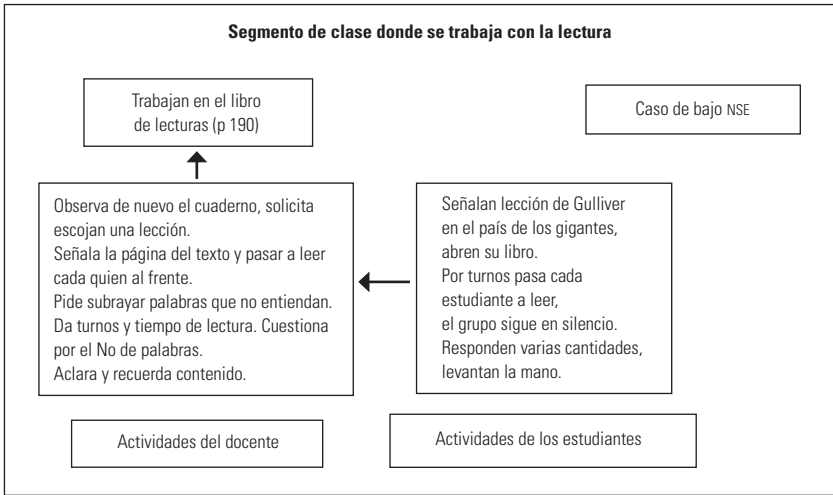 Segmento de clase donde se trabaja con la lectura
Trabajan en el libro
de lecturas (p 190)
Caso de bajo NSE
Observa de nuevo el cuaderno, solicita
escojan una lección.
Señala la página del texto y pasar a leer
cada quien al frente.
Pide subrayar palabras que no entiendan.
Da turnos y tiempo de lectura. Cuestiona
por el No de palabras.
Aclara y recuerda contenido.
Señalan lección de Gulliver
en el país de los gigantes,
abren su libro.
Por turnos pasa cada
estudiante a leer,
el grupo sigue en silencio.
Responden varias cantidades,
levantan la mano.
Actividades del docente
Actividades de los estudiantes